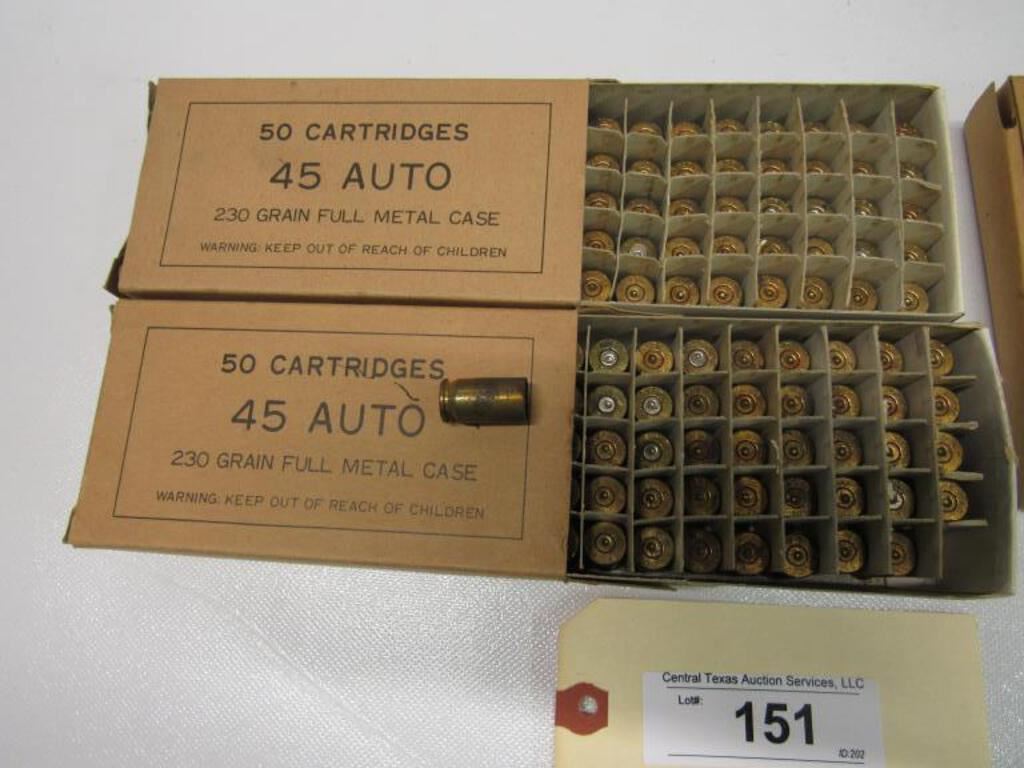 50 CARTRIDGES
45 AUTO
230 GRAIN FULL METAL CASE
WARNING: KEEP OUT OF REACH OF CHILDREN
50 CARTRIDGES
45 AUTO
230 GRAIN FULL METAL CASE
WARNING: KEEP OUT OF REACH OF CHILDREN
Central Texas Auction Services, LLC
Lot#:
151
ID:202